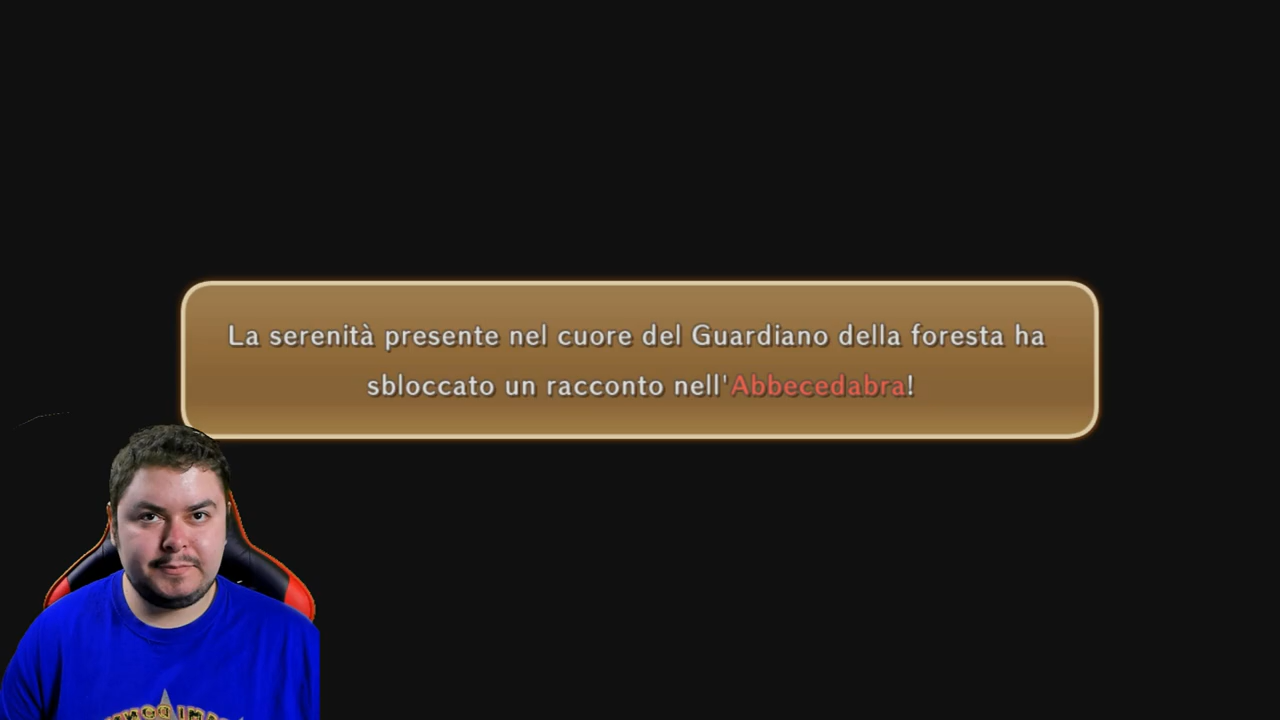 La serenità presente nel cuore del Guardiano della foresta ha
sbloccato un racconto nell'Abbecedabra!